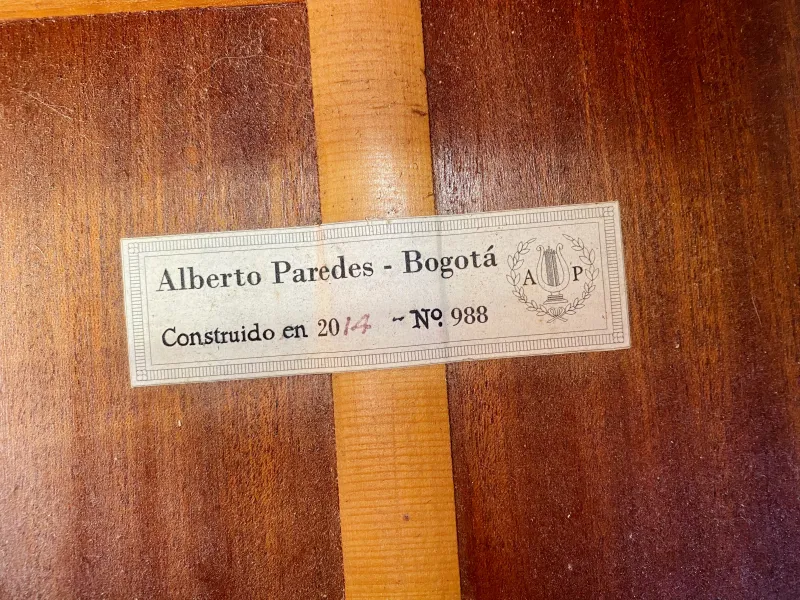 Alberto Paredes - Bogotá
A P
Construido en 2014 - Nº. 988